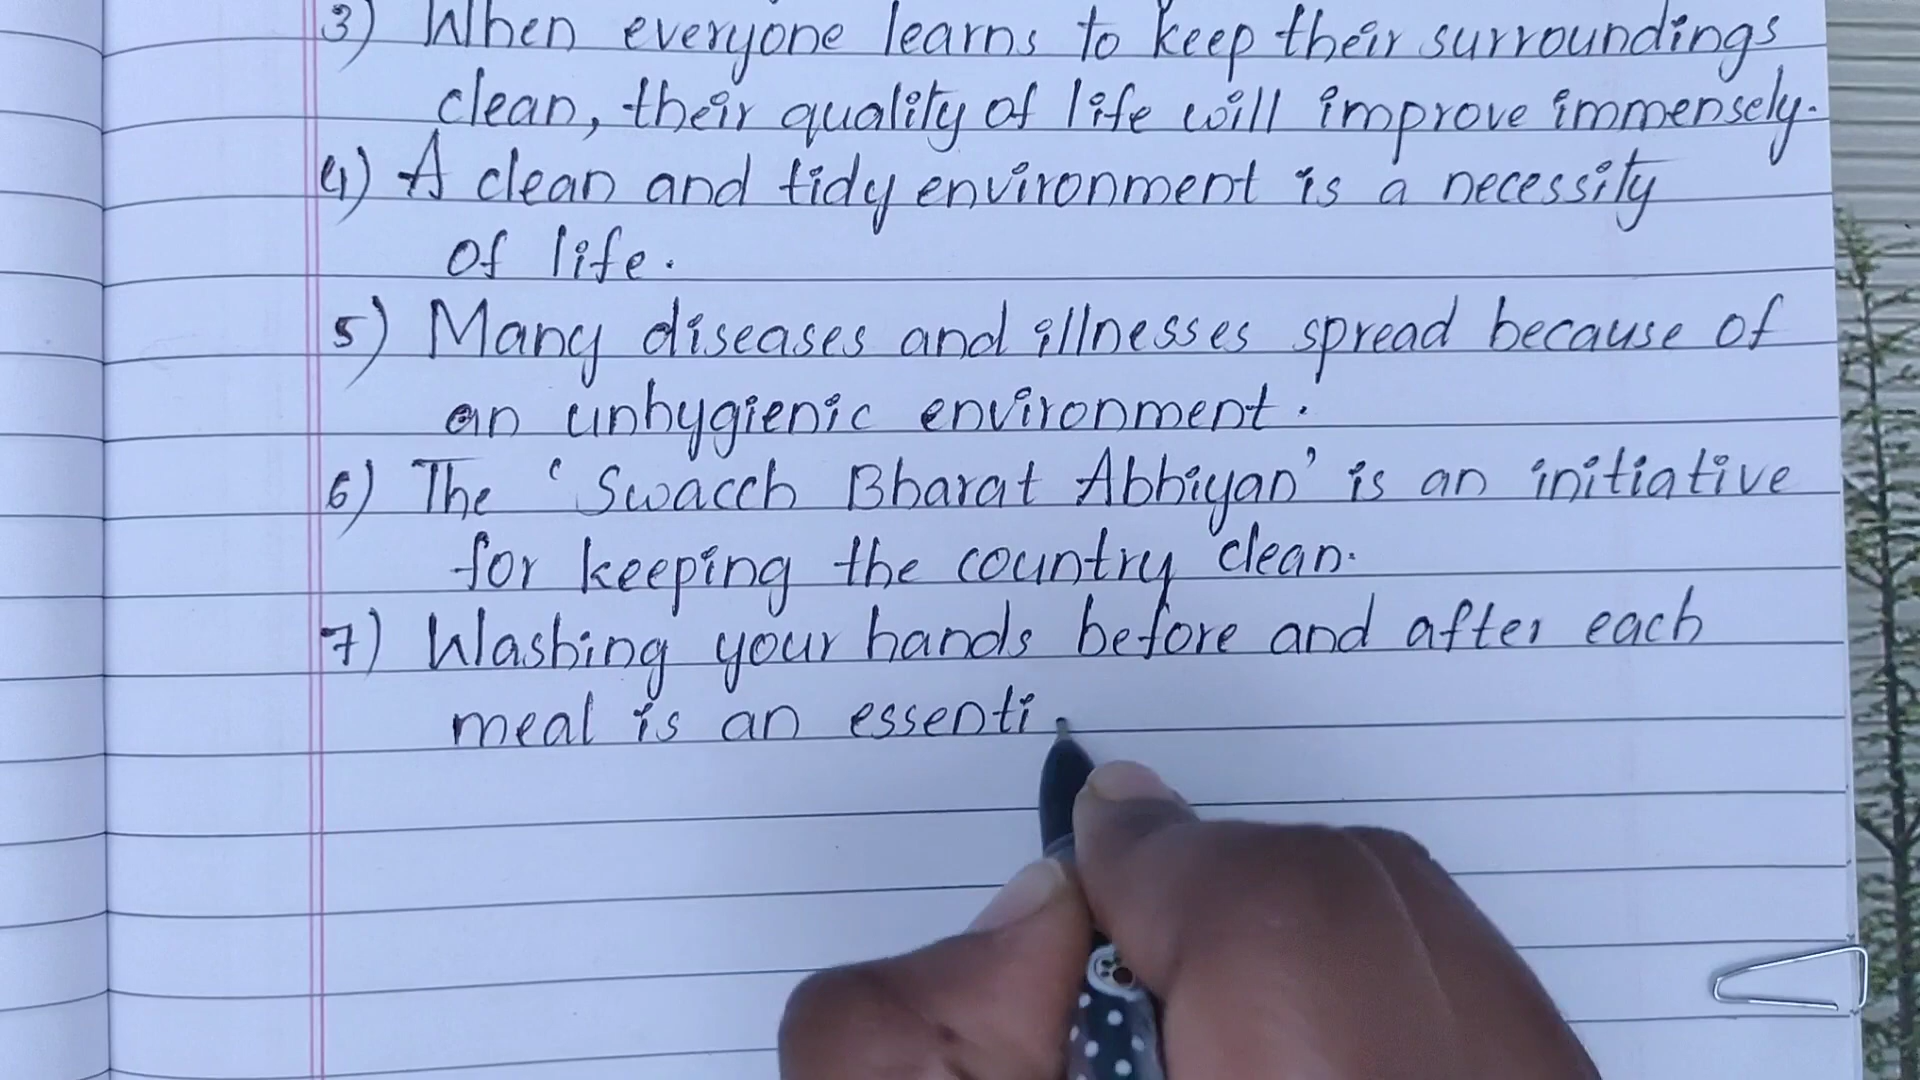 3) When everyone learns to keep their surroundings
clean, their quality of life will improve immensely.
4) A clean and tidy environment is a necessity
of life.
5) Many diseases and illnesses spread because of
an unhygienic environment.
6) The 'Swacch Bharat Abhiyan' is an initiative
for keeping the country clean.
7) Washing your hands before and after each
meal is an essenti